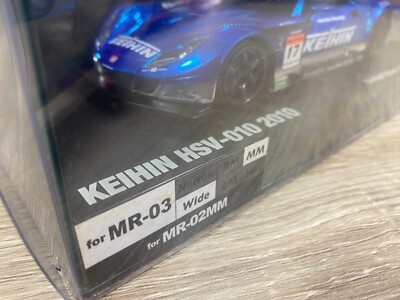 KEIHIN
17
KEIHIN
KEIHIN HSV-010 2010
for MR-03 Wide MM
for MR-02MM